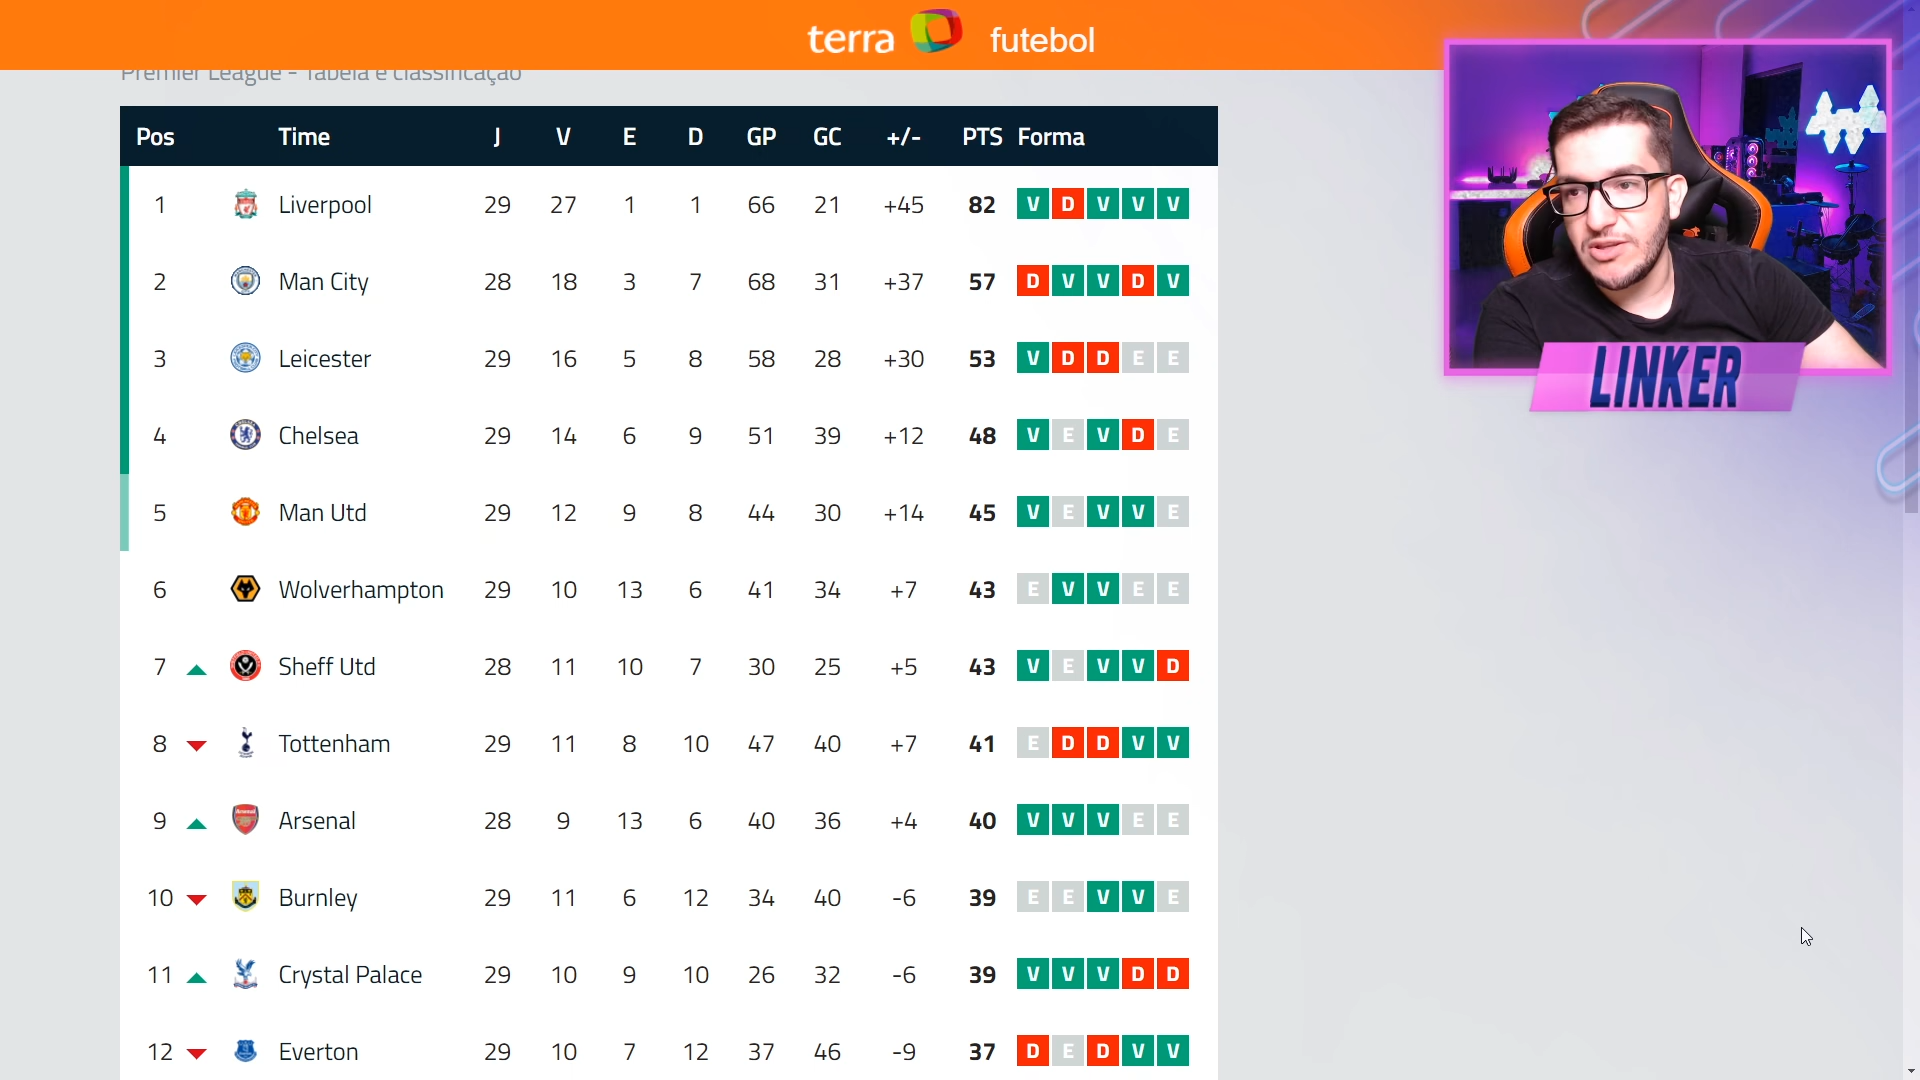 terra futebol
Premier League - Tabela e classificação
Pos Time J V E D GP GC +/- PTS Forma
1 Liverpool 29 27 1 1 66 21 +45 82 V D V V V
2 Man City 28 18 3 7 68 31 +37 57 D V V D V
3 Leicester 29 16 5 8 58 28 +30 53 V D D E E
4 Chelsea 29 14 6 9 51 39 +12 48 V E V D E
5 Man Utd 29 12 9 8 44 30 +14 45 V E V V E
6 Wolverhampton 29 10 13 6 41 34 +7 43 E V V E E
7 Sheff Utd 28 11 10 7 30 25 +5 43 V E V V D
8 Tottenham 29 11 8 10 47 40 +7 41 E D D V V
9 Arsenal 28 9 13 6 40 36 +4 40 V V V E E
10 Burnley 29 11 6 12 34 40 -6 39 E E V V E
11 Crystal Palace 29 10 9 10 26 32 -6 39 V V V D D
12 Everton 29 10 7 12 37 46 -9 37 D E D V V
LINKER